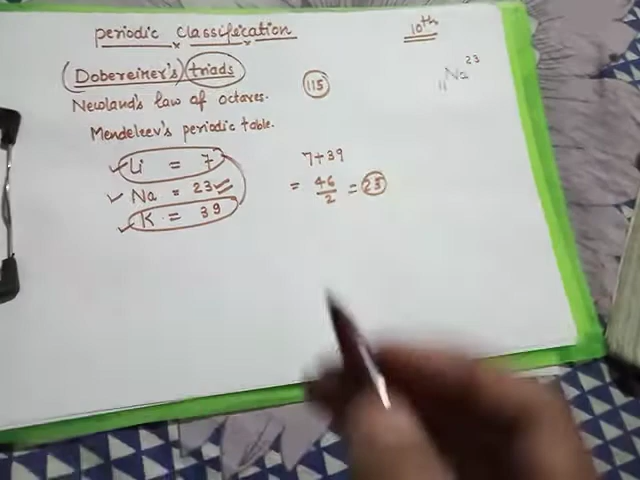 periodic classification
10th
(Dobereiner's) triads
115
23
11Na
Newland's law of octaves.
Mendeleev's periodic table.
Li = 7
Na = 23
K = 39
7+39
= 46/2 = 23